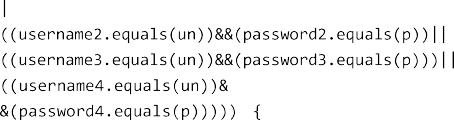 |
((username2.equals(un))&&(password2.equals(p))||
((username3.equals(un))&&(password3.equals(p)))||
((username4.equals(un))&
&(password4.equals(p))))) {